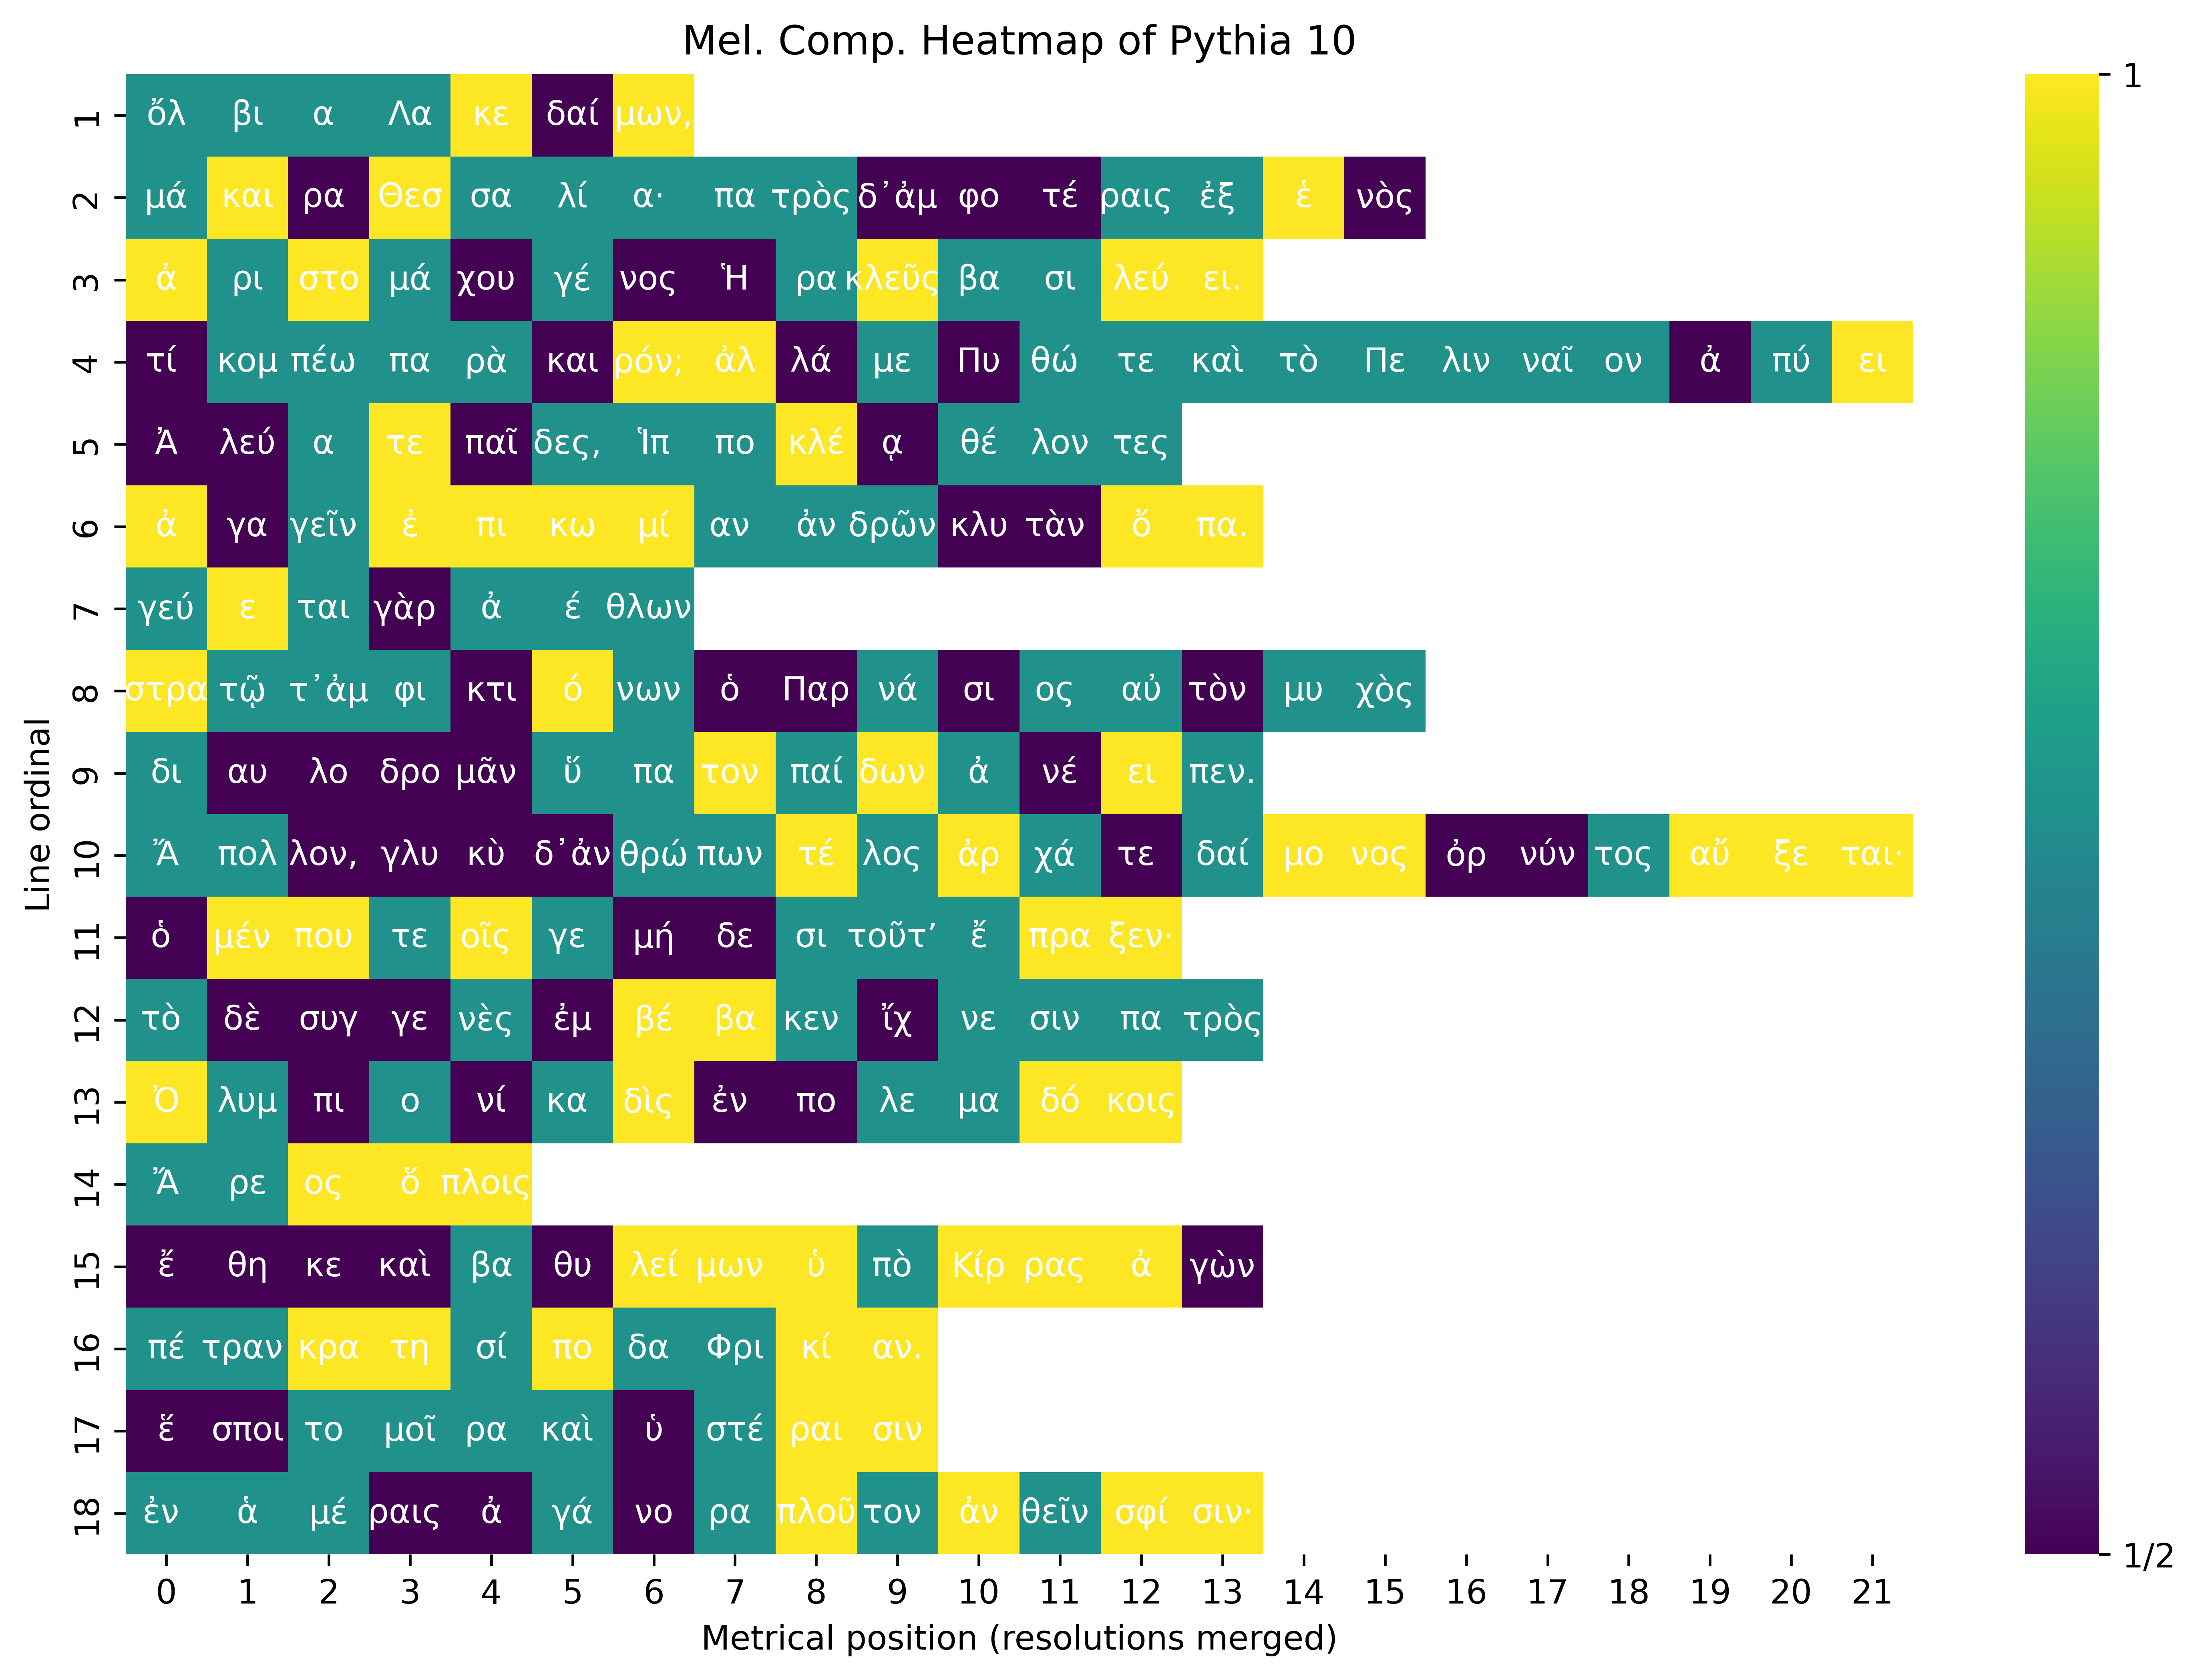 Mel. Comp. Heatmap of Pythia 10
1 ὄλ βι α Λα κε δαί μων,
2 μά και ρα Θεσ σα λί α· πα τρὸς δ᾽ἀμ φο τέ ραις ἐξ ἑ νὸς
3 ἀ ρι στο μά χου γέ νος Ἡ ρα κλεῦς βα σι λεύ ει.
4 τί κομ πέω πα ρὰ και ρόν; ἀλ λά με Πυ θώ τε καὶ τὸ Πε λιν ναῖ ον ἀ πύ ει
5 Ἀ λεύ α τε παῖ δες, Ἱπ πο κλέ ᾳ θέ λον τες
6 ἀ γα γεῖν ἐ πι κω μί αν ἀν δρῶν κλυ τὰν ὄ πα.
7 γεύ ε ται γὰρ ἀ έ θλων
8 στρα τῷ τ᾽ἀμ φι κτι ό νων ὁ Παρ νά σι ος αὐ τὸν μυ χὸς
9 δι αυ λο δρο μᾶν ὕ πα τον παί δων ἀ νέ ει πεν.
10 Ἄ πολ λον, γλυ κὺ δ᾽ἀν θρώ πων τέ λος ἀρ χά τε δαί μο νος ὀρ νύν τος αὔ ξε ται·
11 ὁ μέν που τε οῖς γε μή δε σι τοῦτ’ ἔ πρα ξεν·
12 τὸ δὲ συγ γε νὲς ἐμ βέ βα κεν ἴχ νε σιν πα τρὸς
13 Ὀ λυμ πι ο νί κα δὶς ἐν πο λε μα δό κοις
14 Ἄ ρε ος ὅ πλοις
15 ἔ θη κε καὶ βα θυ λεί μων ὑ πὸ Κίρ ρας ἀ γὼν
16 πέ τραν κρα τη σί πο δα Φρι κί αν.
17 ἕ σποι το μοῖ ρα καὶ ὑ στέ ραι σιν
18 ἐν ἁ μέ ραις ἀ γά νο ρα πλοῦ τον ἀν θεῖν σφί σιν·
0 1 2 3 4 5 6 7 8 9 10 11 12 13 14 15 16 17 18 19 20 21
Metrical position (resolutions merged)
Line ordinal
1
1/2